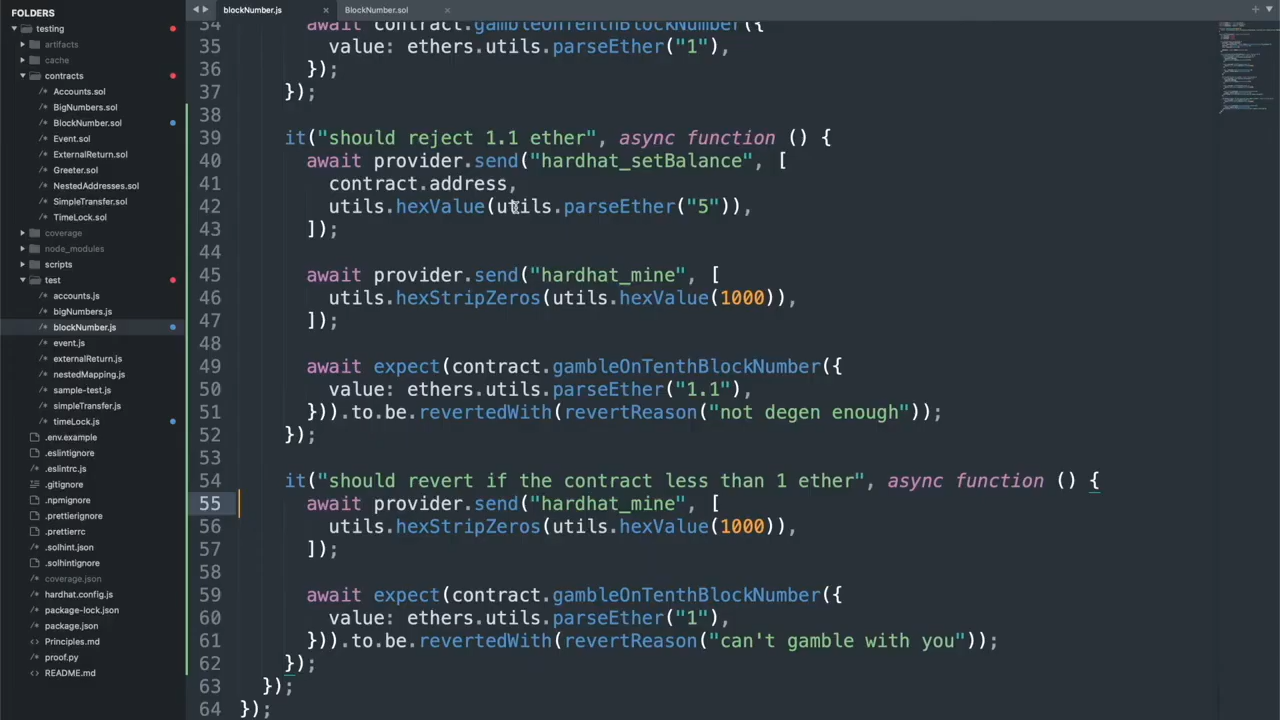 FOLDERS
testing
artifacts
cache
contracts
/* Accounts.sol
/* BigNumbers.sol
/* BlockNumber.sol
/* Event.sol
/* ExternalReturn.sol
/* Greeter.sol
/* NestedAddresses.sol
/* SimpleTransfer.sol
/* TimeLock.sol
coverage
node_modules
scripts
test
/* accounts.js
/* bigNumbers.js
/* blockNumber.js
/* event.js
/* externalReturn.js
/* nestedMapping.js
/* sample-test.js
/* simpleTransfer.js
/* timeLock.js
.env.example
.eslintignore
/* .eslintrc.js
.gitignore
.npmignore
.prettierignore
.prettierrc
/* .solhint.json
.solhintignore
/* coverage.json
/* hardhat.config.js
/* package-lock.json
/* package.json
<> Principles.md
/* proof.py
<> README.md
blockNumber.js ×
BlockNumber.sol ×
34 await contract.gambleOnTenthBlockNumber({
35 value: ethers.utils.parseEther("1"),
36 });
37 });
38
39 it("should reject 1.1 ether", async function () {
40 await provider.send("hardhat_setBalance", [
41 contract.address,
42 utils.hexValue(utils.parseEther("5")),
43 ]);
44
45 await provider.send("hardhat_mine", [
46 utils.hexStripZeros(utils.hexValue(1000)),
47 ]);
48
49 await expect(contract.gambleOnTenthBlockNumber({
50 value: ethers.utils.parseEther("1.1"),
51 })).to.be.revertedWith(revertReason("not degen enough"));
52 });
53
54 it("should revert if the contract less than 1 ether", async function () {
55 await provider.send("hardhat_mine", [
56 utils.hexStripZeros(utils.hexValue(1000)),
57 ]);
58
59 await expect(contract.gambleOnTenthBlockNumber({
60 value: ethers.utils.parseEther("1"),
61 })).to.be.revertedWith(revertReason("can't gamble with you"));
62 });
63 });
64 });